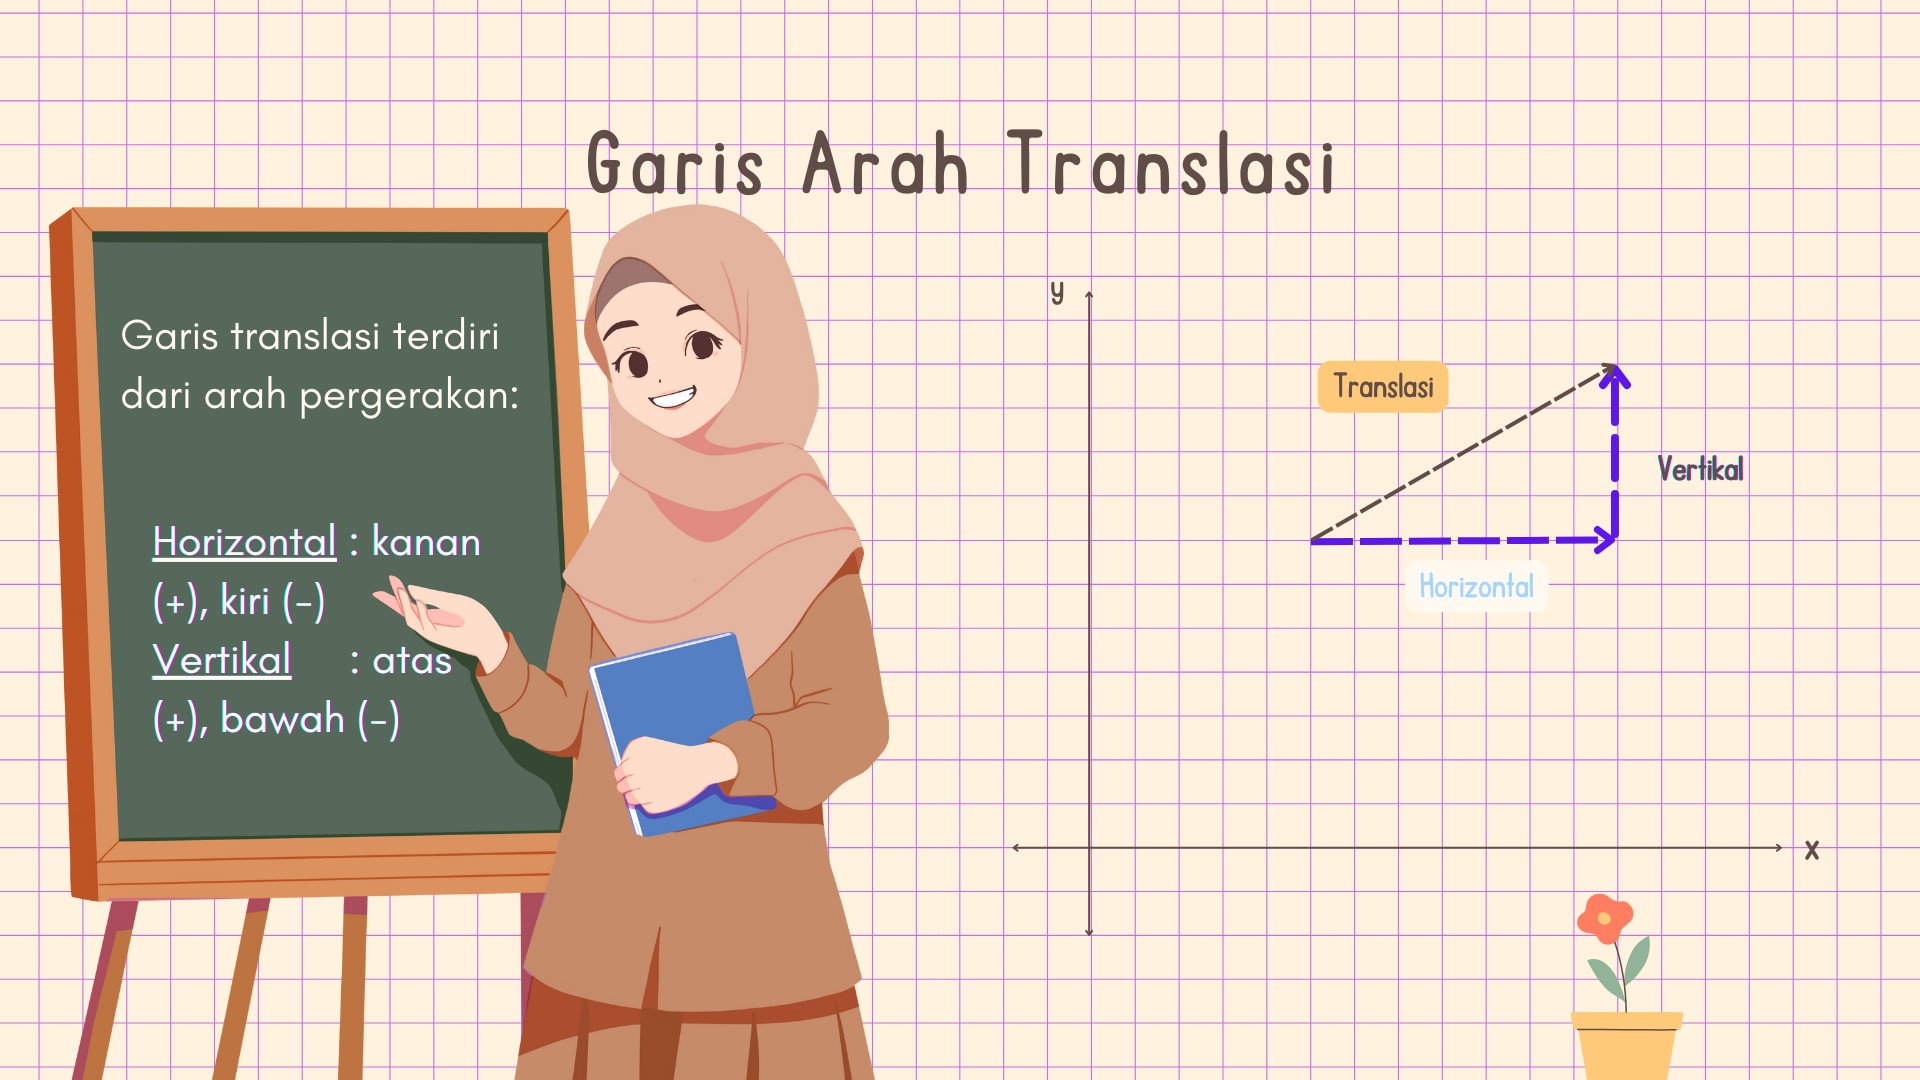 Garis Arah Translasi
Garis translasi terdiri
dari arah pergerakan:
Horizontal : kanan
(+), kiri (-)
Vertikal : atas
(+), bawah (-)
y
Translasi
Vertikal
Horizontal
x